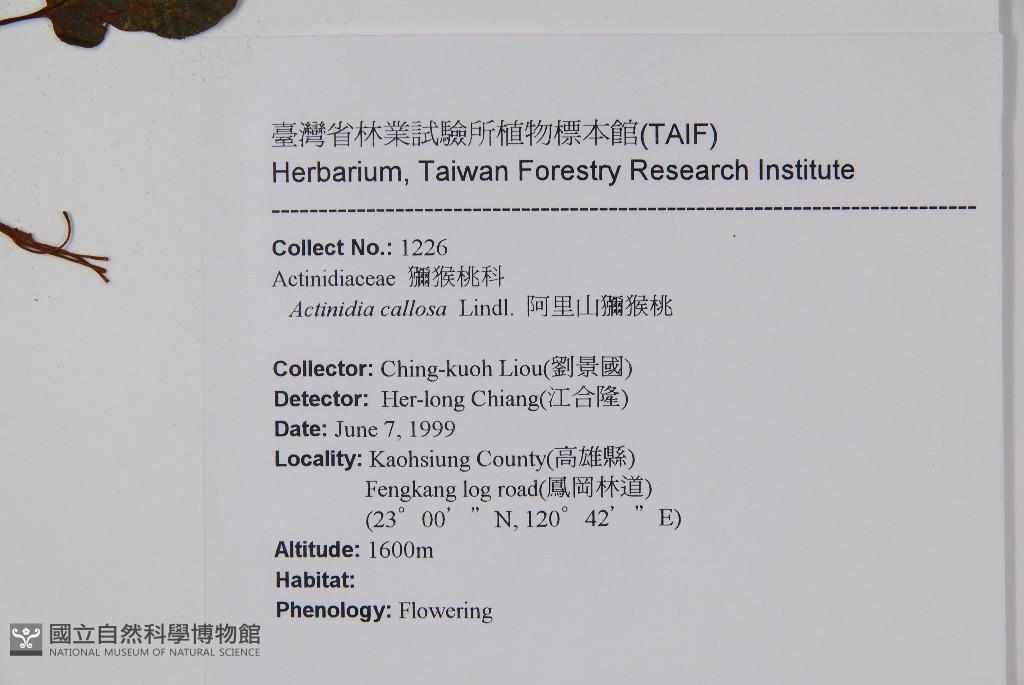 臺灣省林業試驗所植物標本館(TAIF)
Herbarium, Taiwan Forestry Research Institute
---------------------------------------------------------------------------------------------
Collect No.: 1226
Actinidiaceae 獼猴桃科
Actinidia callosa Lindl. 阿里山獼猴桃
Collector: Ching-kuoh Liou(劉景國)
Detector: Her-long Chiang(江合隆)
Date: June 7, 1999
Locality: Kaohsiung County(高雄縣)
Fengkang log road(鳳岡林道)
(23° 00’ ” N, 120° 42’ ” E)
Altitude: 1600m
Habitat:
Phenology: Flowering
國立自然科學博物館
NATIONAL MUSEUM OF NATURAL SCIENCE